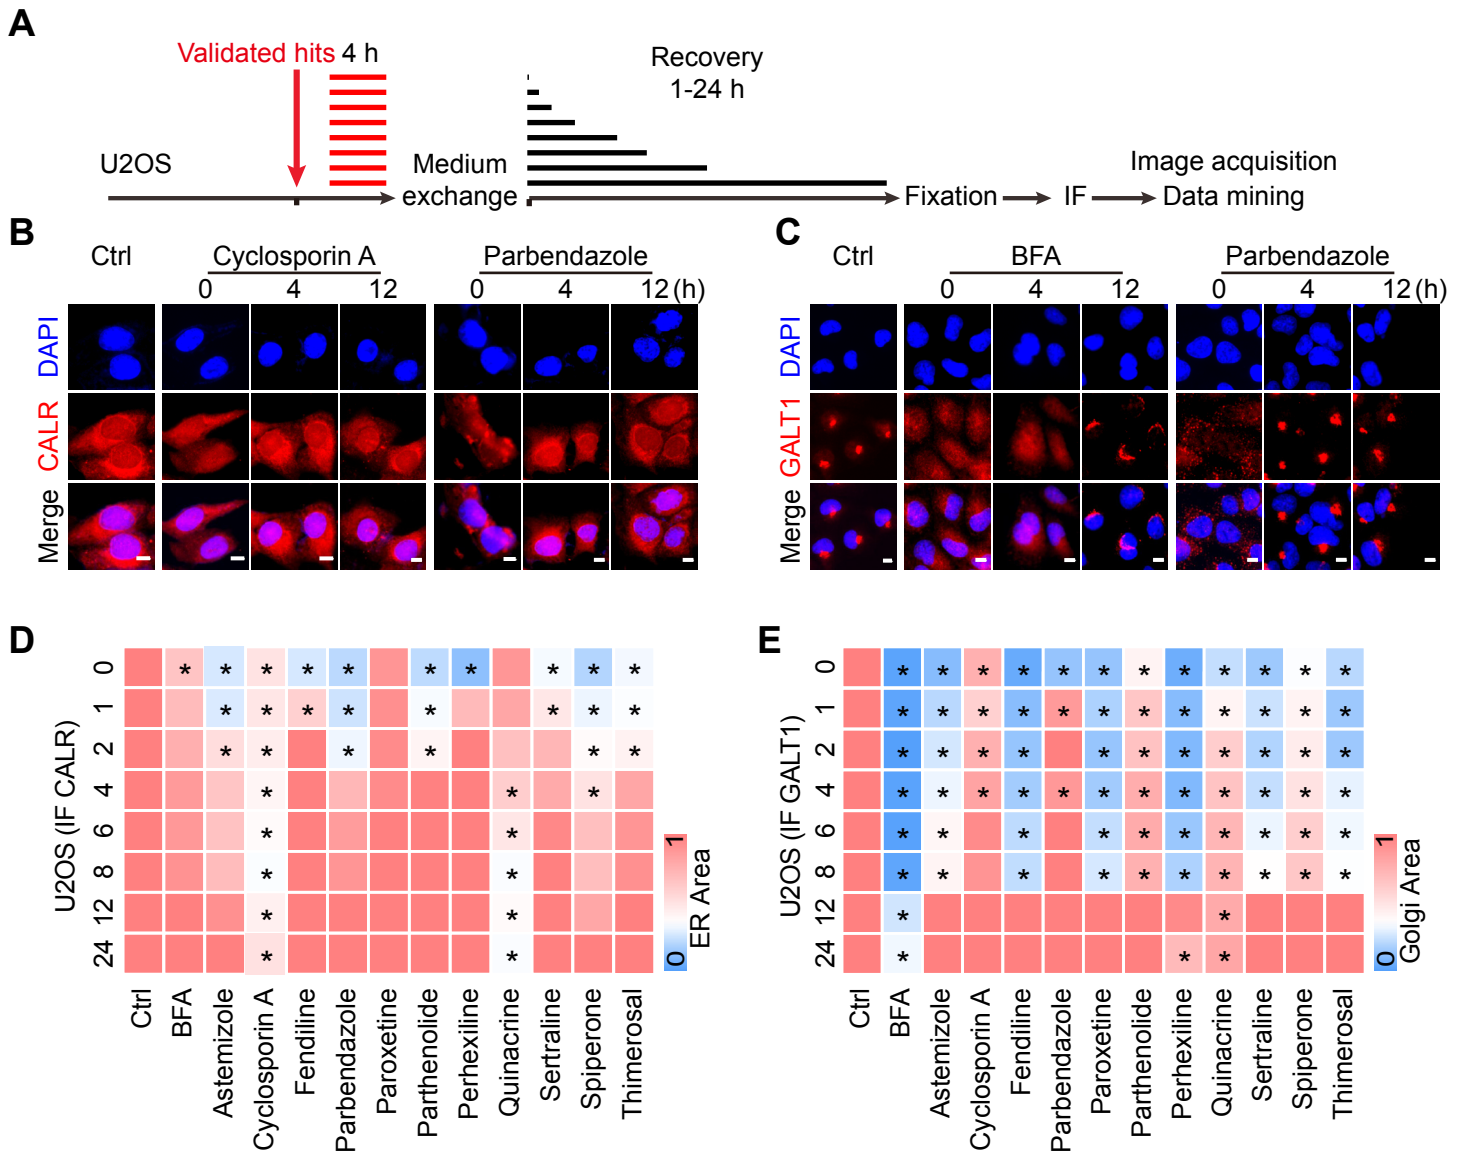 A
Validated hits 4 h
Recovery
1-24 h
U2OS
Medium
exchange
Fixation
IF
Image acquisition
Data mining
B
Ctrl
Cyclosporin A
Parbendazole
0 4 12 0 4 12 (h)
DAPI
CALR
Merge
C
Ctrl
BFA
Parbendazole
0 4 12 0 4 12 (h)
DAPI
GALT1
Merge
D
U2OS (IF CALR)
0 * * * * * * * * * *
1 * * * * * * * *
2 * * * * * *
4 * * *
6 * *
8 * *
12 * *
24 * *
Ctrl
BFA
Astemizole
Cyclosporin A
Fendiline
Parbendazole
Paroxetine
Parthenolide
Perhexiline
Quinacrine
Sertraline
Spiperone
Thimerosal
1
0
ER Area
E
U2OS (IF GALT1)
0 * * * * * * * * * * * *
1 * * * * * * * * * * * *
2 * * * * * * * * * * *
4 * * * * * * * * * * * *
6 * * * * * * * * * *
8 * * * * * * * * * *
12 * *
24 * * *
Ctrl
BFA
Astemizole
Cyclosporin A
Fendiline
Parbendazole
Paroxetine
Parthenolide
Perhexiline
Quinacrine
Sertraline
Spiperone
Thimerosal
1
0
Golgi Area